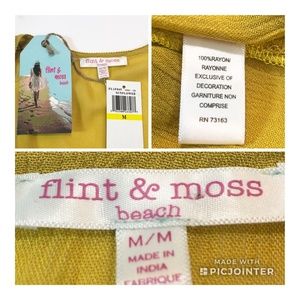 flint &
moss
beach
flint & moss
M
100%RAYON/
RAYONNE
EXCLUSIVE OF
DECORATION
GARNITURE NON
COMPRISE
RN 73163
flint & moss
beach
M/M
MADE IN
INDIA
FABRIQUE
MADE WITH
PICJOINTER